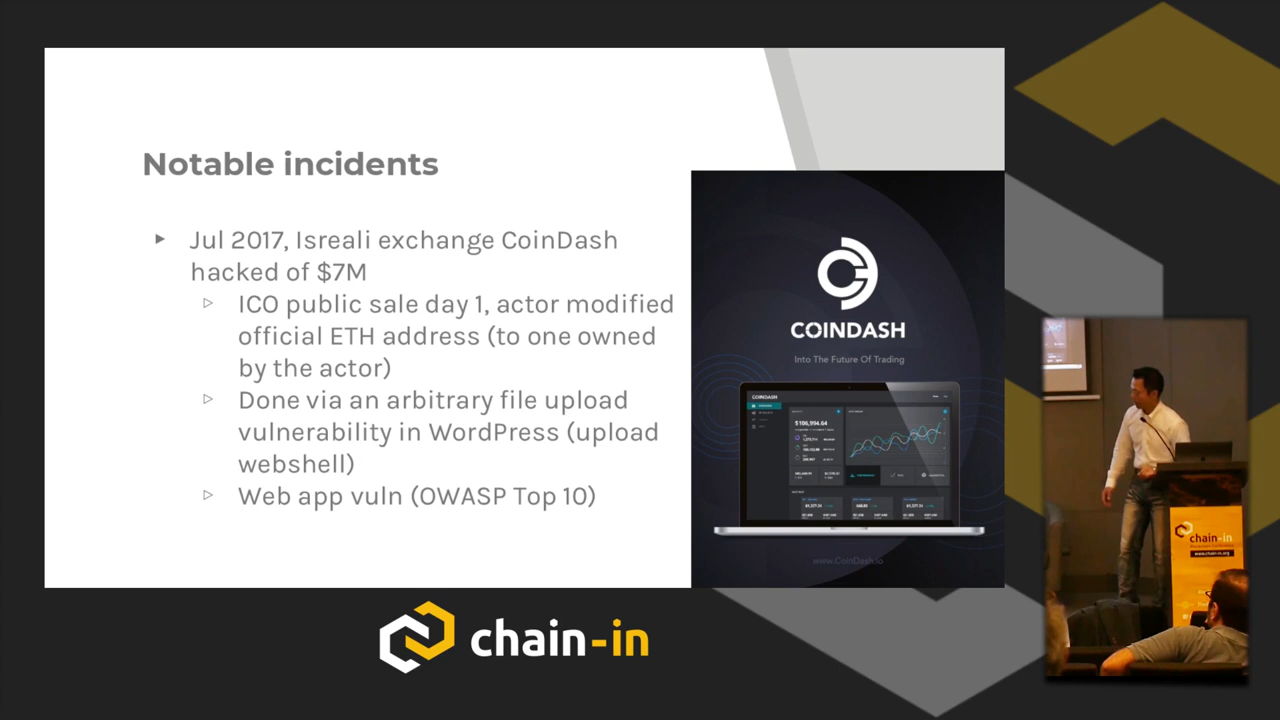 Notable incidents
Jul 2017, Isreali exchange CoinDash
hacked of $7M
ICO public sale day 1, actor modified
official ETH address (to one owned
by the actor)
Done via an arbitrary file upload
vulnerability in WordPress (upload
webshell)
Web app vuln (OWASP Top 10)
COINDASH
Into The Future Of Trading
COINDASH
$106,994.64
www.CoinDash.io
chain-in
www.chain-in.org
chain-in